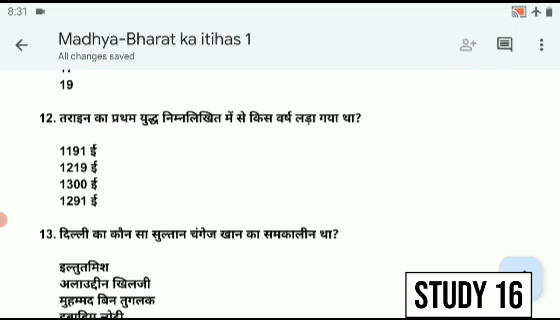 8:31
Madhya-Bharat ka itihas 1
All changes saved
19
12. तराइन का प्रथम युद्ध निम्नलिखित में से किस वर्ष लड़ा गया था?
1191 ई
1219 ई
1300 ई
1291 ई
13. दिल्ली का कौन सा सुल्तान चंगेज खान का समकालीन था?
इल्तुतमिश
अलाउद्दीन खिलजी
मुहम्मद बिन तुगलक
STUDY 16